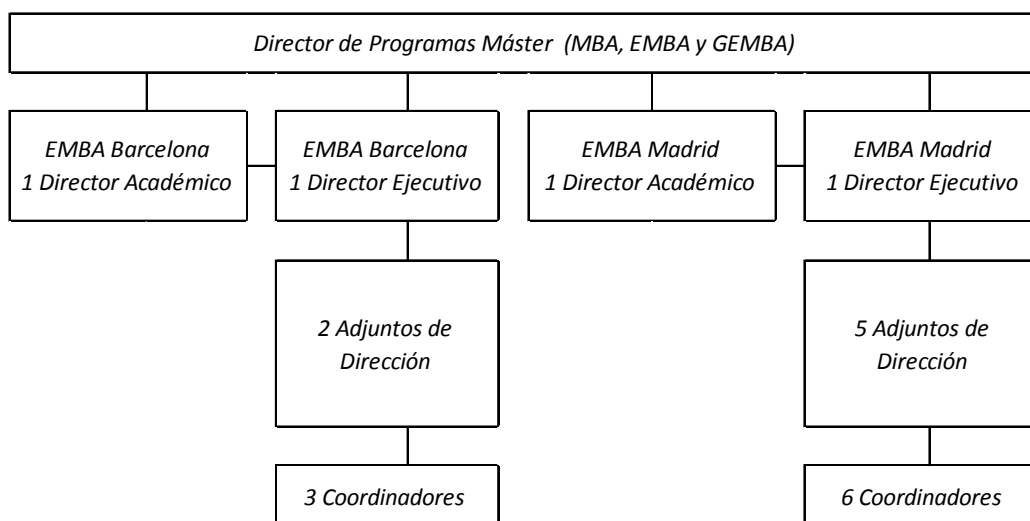 Director de Programas Máster (MBA, EMBA y GEMBA)
EMBA Barcelona
1 Director Académico
EMBA Barcelona
1 Director Ejecutivo
EMBA Madrid
1 Director Académico
EMBA Madrid
1 Director Ejecutivo
2 Adjuntos de
Dirección
5 Adjuntos de
Dirección
3 Coordinadores
6 Coordinadores